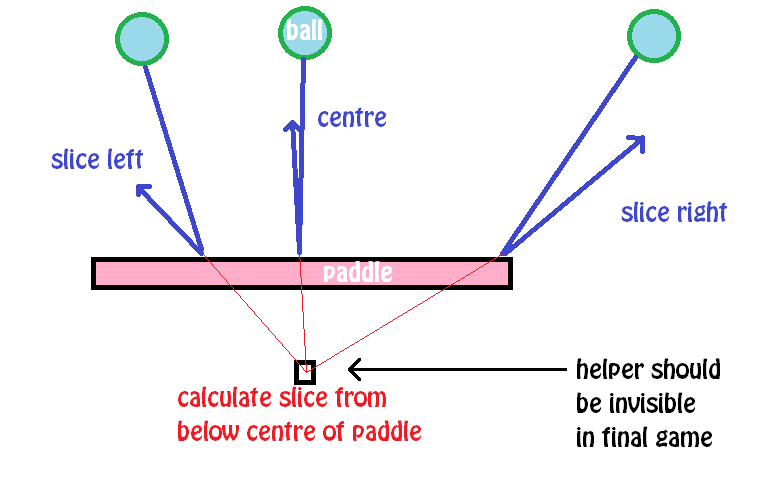 ball
centre
slice left
slice right
paddle
helper should
be invisible
in final game
calculate slice from
below centre of paddle